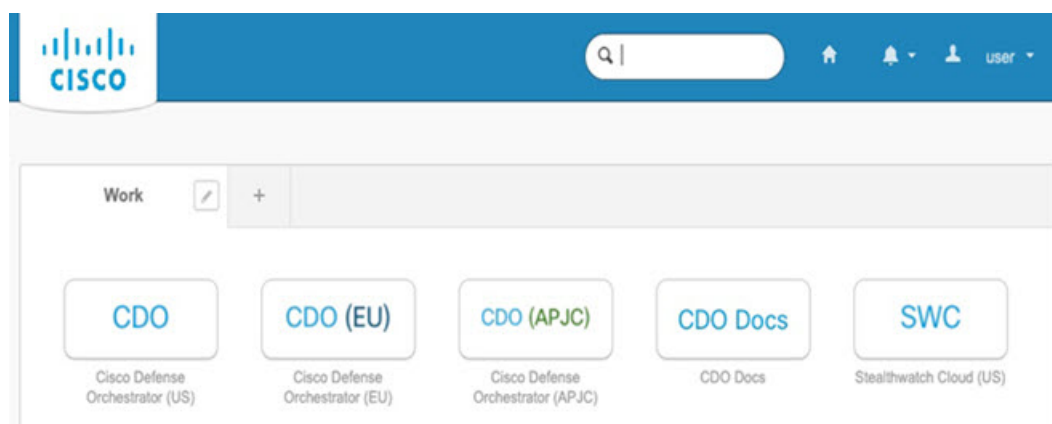 CISCO
user
Work
+
CDO
CDO (EU)
CDO (APJC)
CDO Docs
SWC
Cisco Defense
Orchestrator (US)
Cisco Defense
Orchestrator (EU)
Cisco Defense
Orchestrator (APJC)
CDO Docs
Stealthwatch Cloud (US)